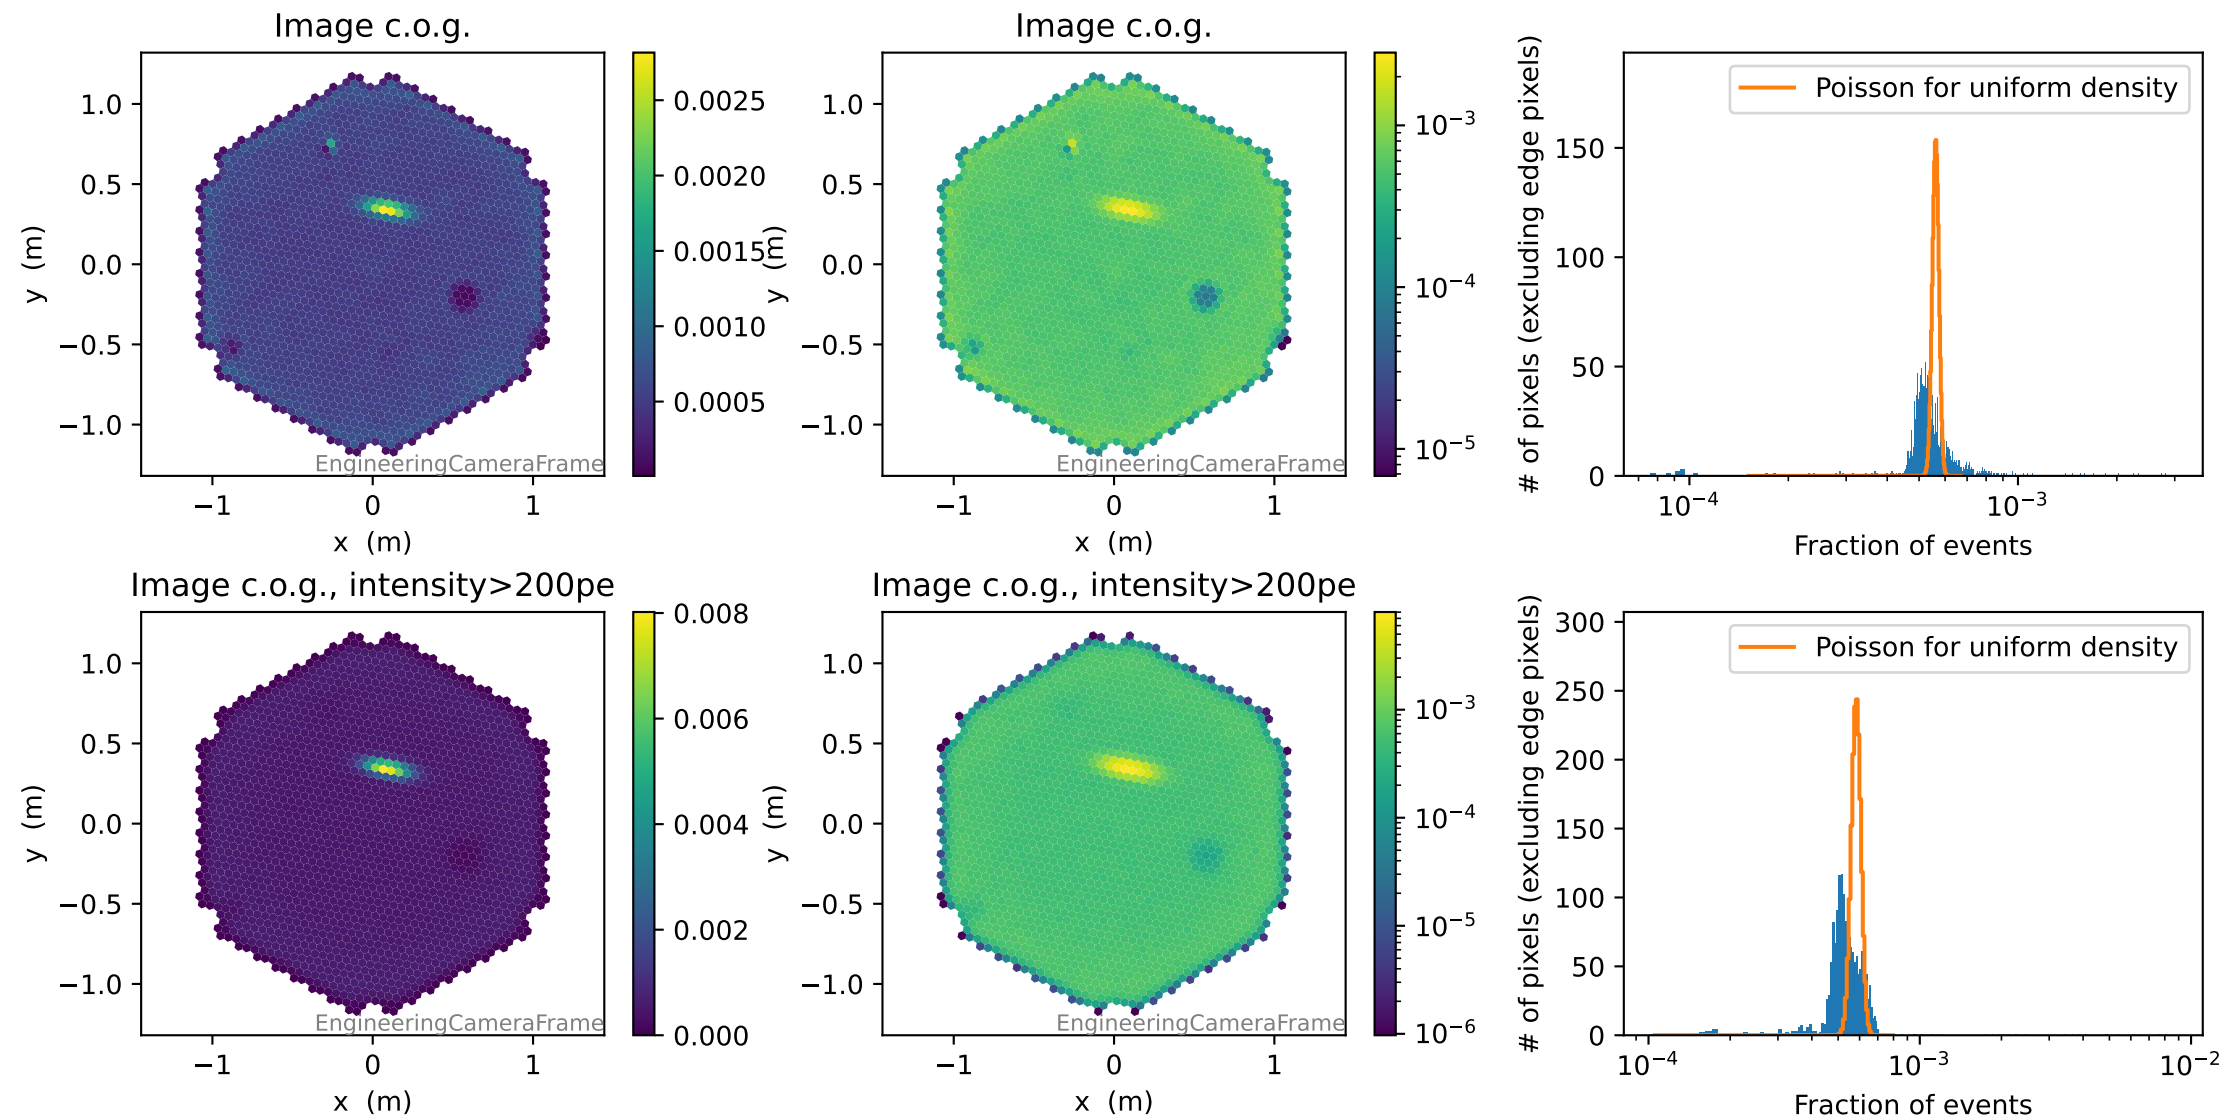 Image c.o.g.
1.0
0.5
0.0
−0.5
−1.0
y (m)
−1
0
1
x (m)
EngineeringCameraFrame
0.0025
0.0020
0.0015
0.0010
0.0005
Image c.o.g.
1.0
0.5
0.0
−0.5
−1.0
y (m)
−1
0
1
x (m)
EngineeringCameraFrame
10⁻³
10⁻⁴
10⁻⁵
# of pixels (excluding edge pixels)
150
100
50
0
Poisson for uniform density
10⁻⁴
10⁻³
Fraction of events
Image c.o.g., intensity>200pe
1.0
0.5
0.0
−0.5
−1.0
y (m)
−1
0
1
x (m)
EngineeringCameraFrame
0.008
0.006
0.004
0.002
0.000
Image c.o.g., intensity>200pe
1.0
0.5
0.0
−0.5
−1.0
y (m)
−1
0
1
x (m)
EngineeringCameraFrame
10⁻³
10⁻⁴
10⁻⁵
10⁻⁶
# of pixels (excluding edge pixels)
300
250
200
150
100
50
0
Poisson for uniform density
10⁻⁴
10⁻³
10⁻²
Fraction of events